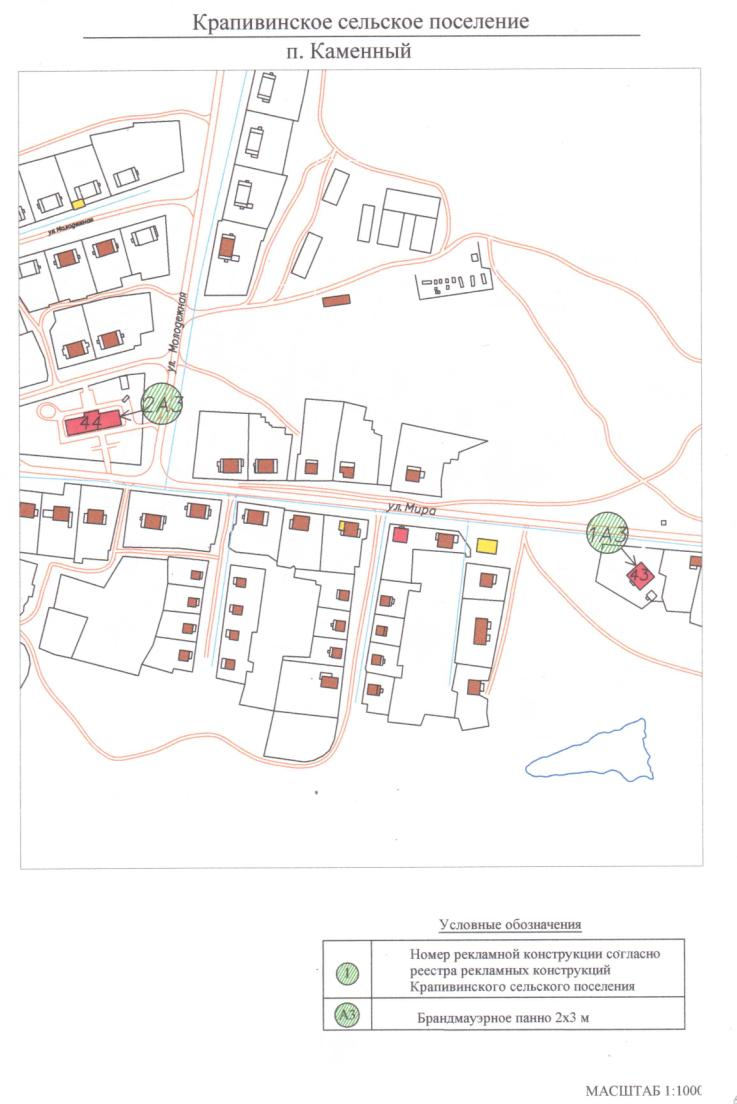 Крапивинское сельское поселение
п. Каменный
ул. Молодежная
ул. Молодежная
2А3
44
ул. Мира
1А3
43
Условные обозначения
1
Номер рекламной конструкции согласно
реестра рекламных конструкций
Крапивинского сельского поселения
А3
Брандмауэрное панно 2х3 м
МАСШТАБ 1:1000